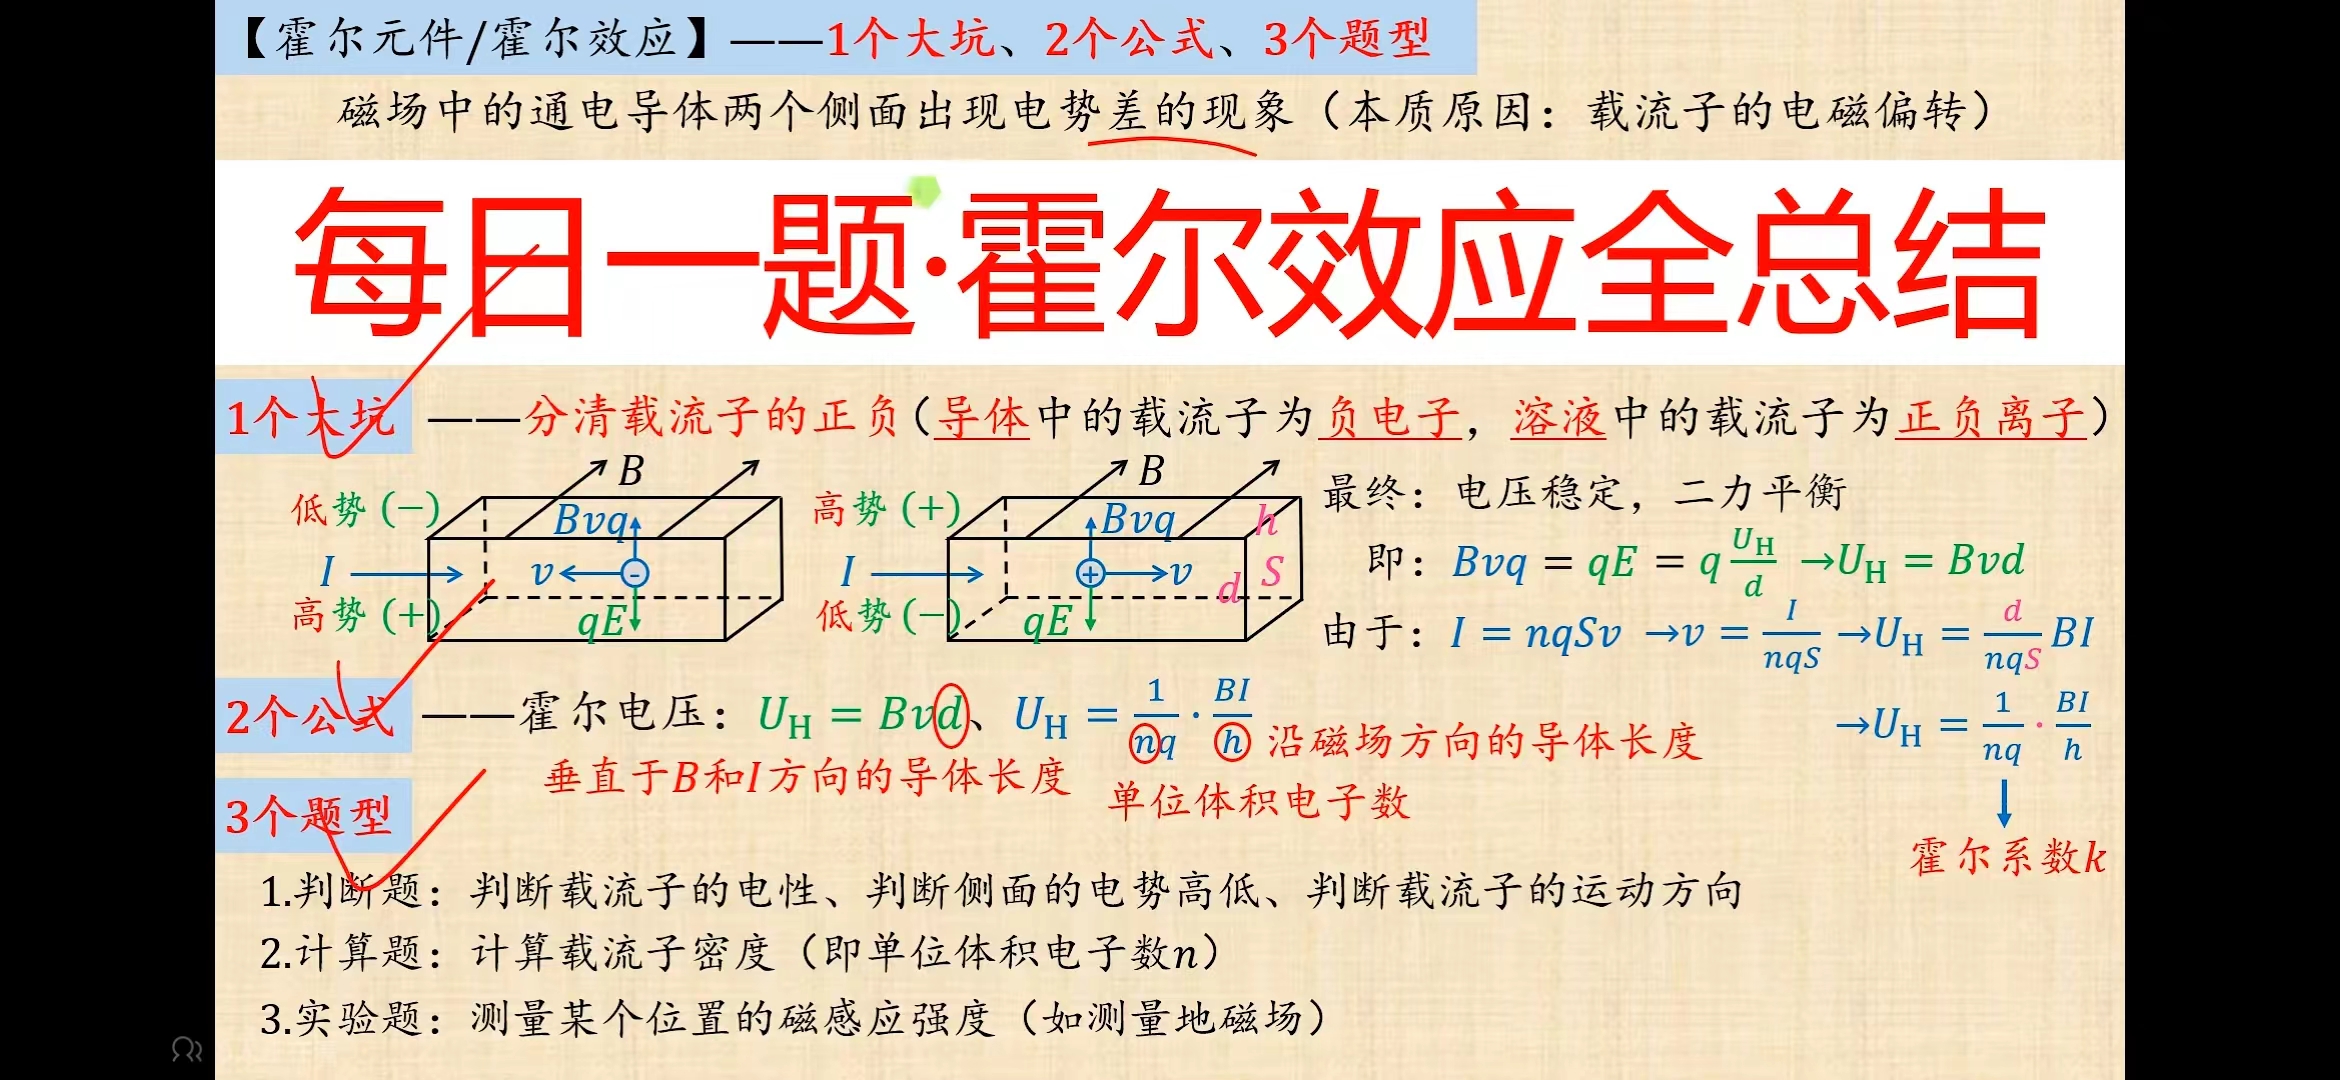 【霍尔元件/霍尔效应】——1个大坑、2个公式、3个题型
磁场中的通电导体两个侧面出现电势差的现象（本质原因：载流子的电磁偏转）
每日一题·霍尔效应全总结
1个大坑 ——分清载流子的正负（导体中的载流子为负电子，溶液中的载流子为正负离子）
低势 (−) B Bvq I v - 高势 (+) qE
高势 (+) B Bvq h I + v d S 低势 (−) qE
最终：电压稳定，二力平衡
即：Bvq = qE = q U_H/d →U_H = Bvd
由于：I = nqSv →v = I/nqS →U_H = d/nqS BI
→U_H = 1/nq · BI/h
霍尔系数k
2个公式 ——霍尔电压：U_H = Bvd、U_H = 1/nq · BI/h 沿磁场方向的导体长度
垂直于B和I方向的导体长度
单位体积电子数
3个题型
1.判断题：判断载流子的电性、判断侧面的电势高低、判断载流子的运动方向
2.计算题：计算载流子密度（即单位体积电子数n）
3.实验题：测量某个位置的磁感应强度（如测量地磁场）